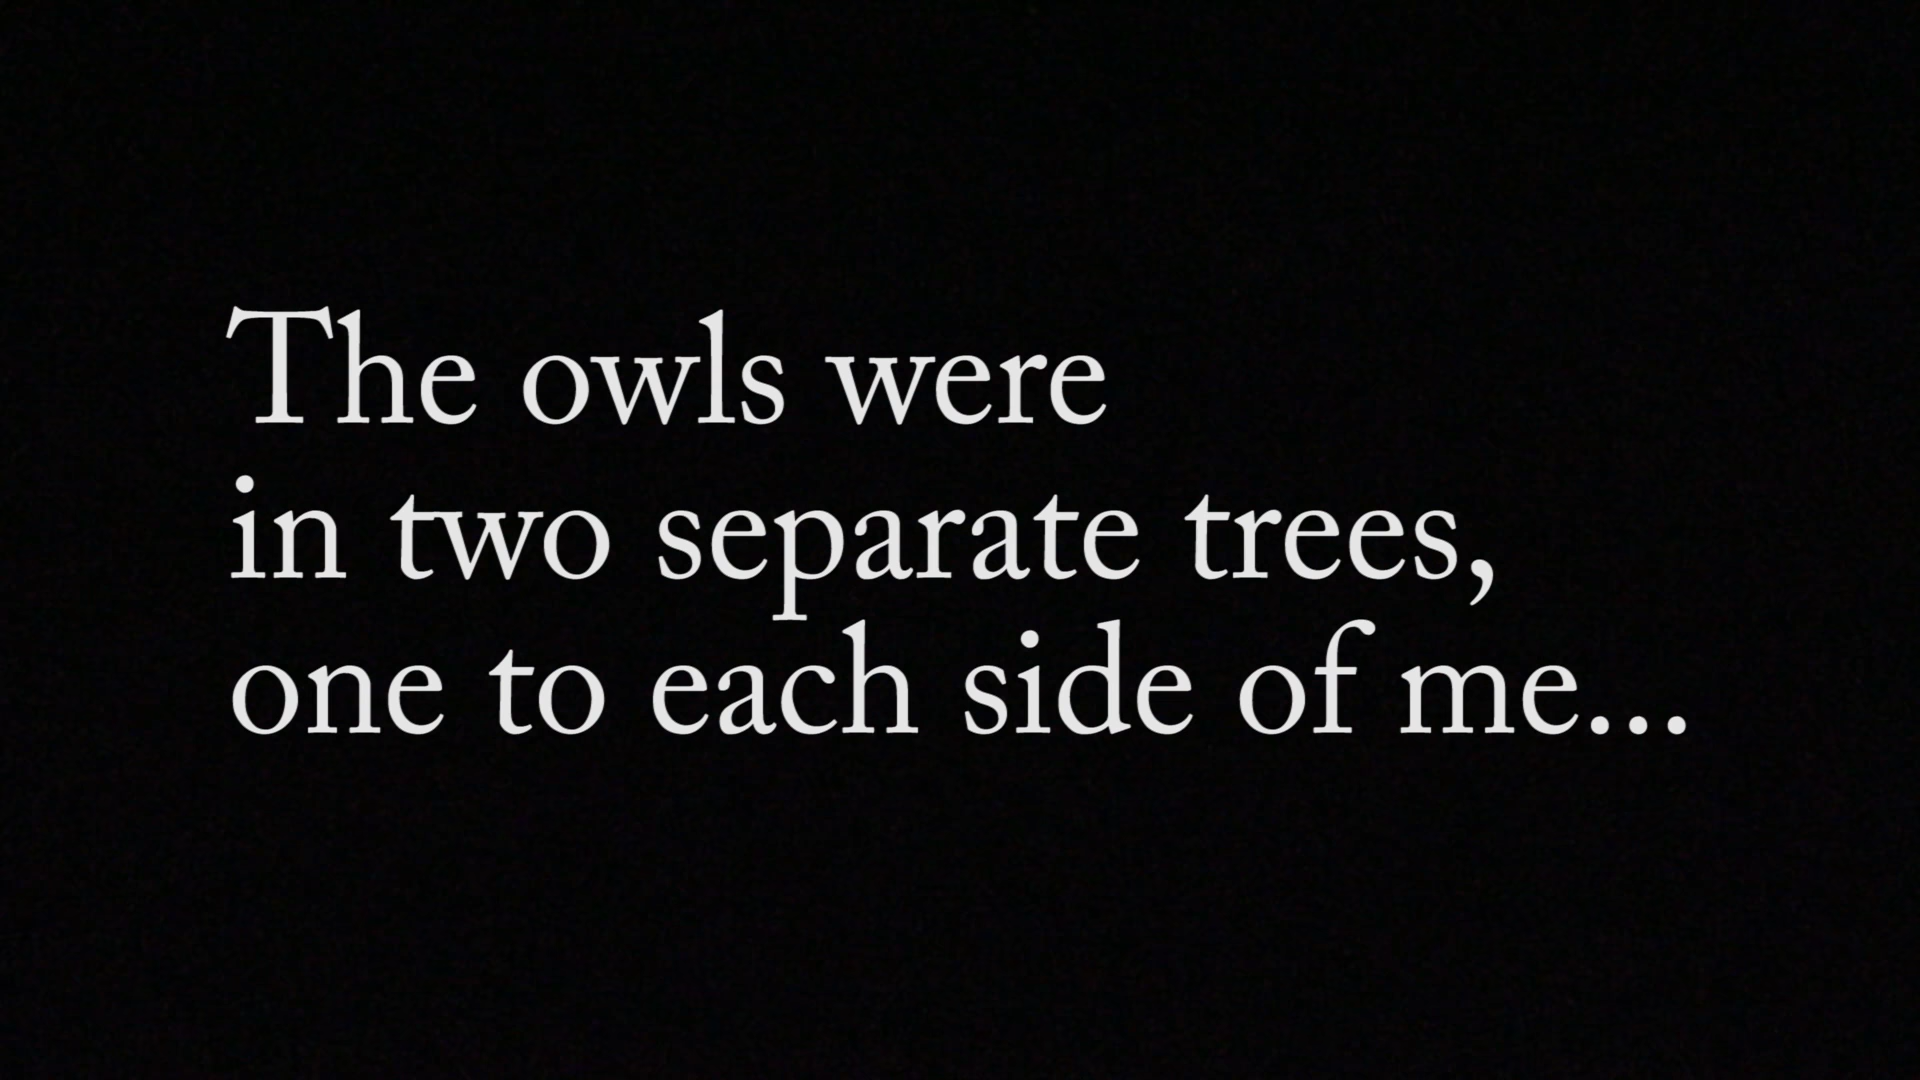 The owls were
in two separate trees,
one to each side of me...